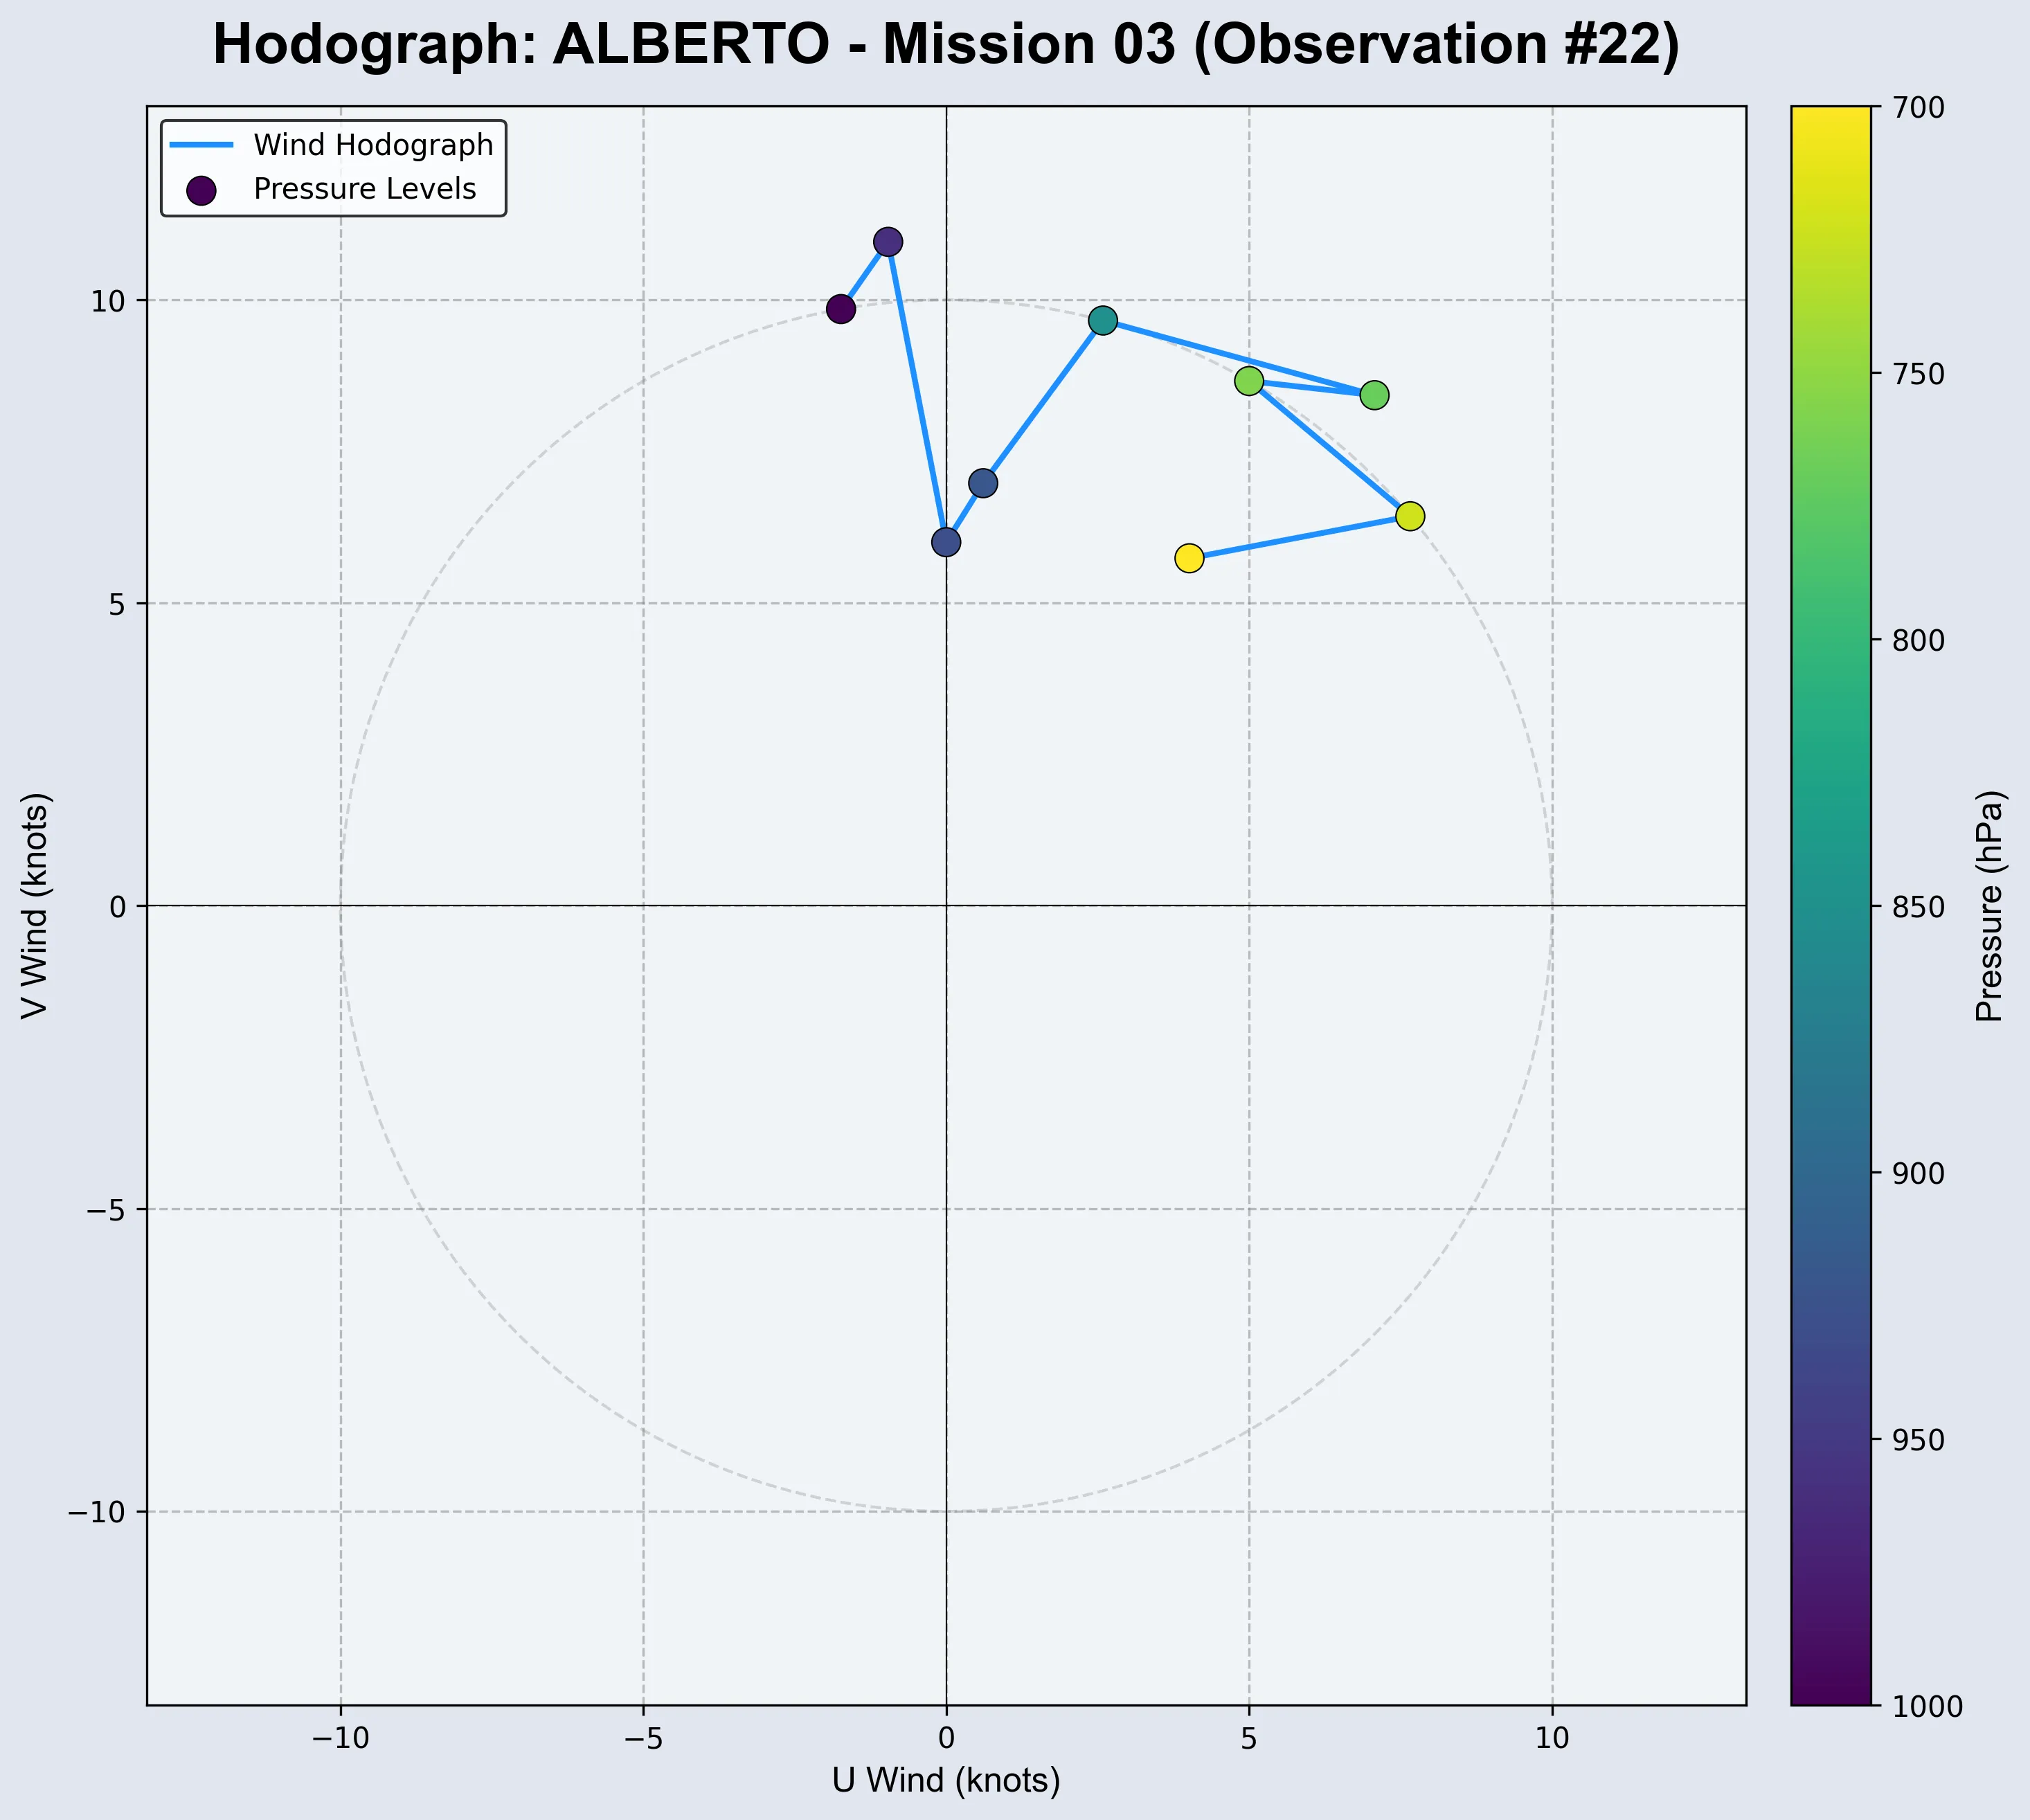 Hodograph: ALBERTO - Mission 03 (Observation #22)
Wind Hodograph
Pressure Levels
10
5
0
−5
−10
V Wind (knots)
−10
−5
0
5
10
U Wind (knots)
700
750
800
850
900
950
1000
Pressure (hPa)